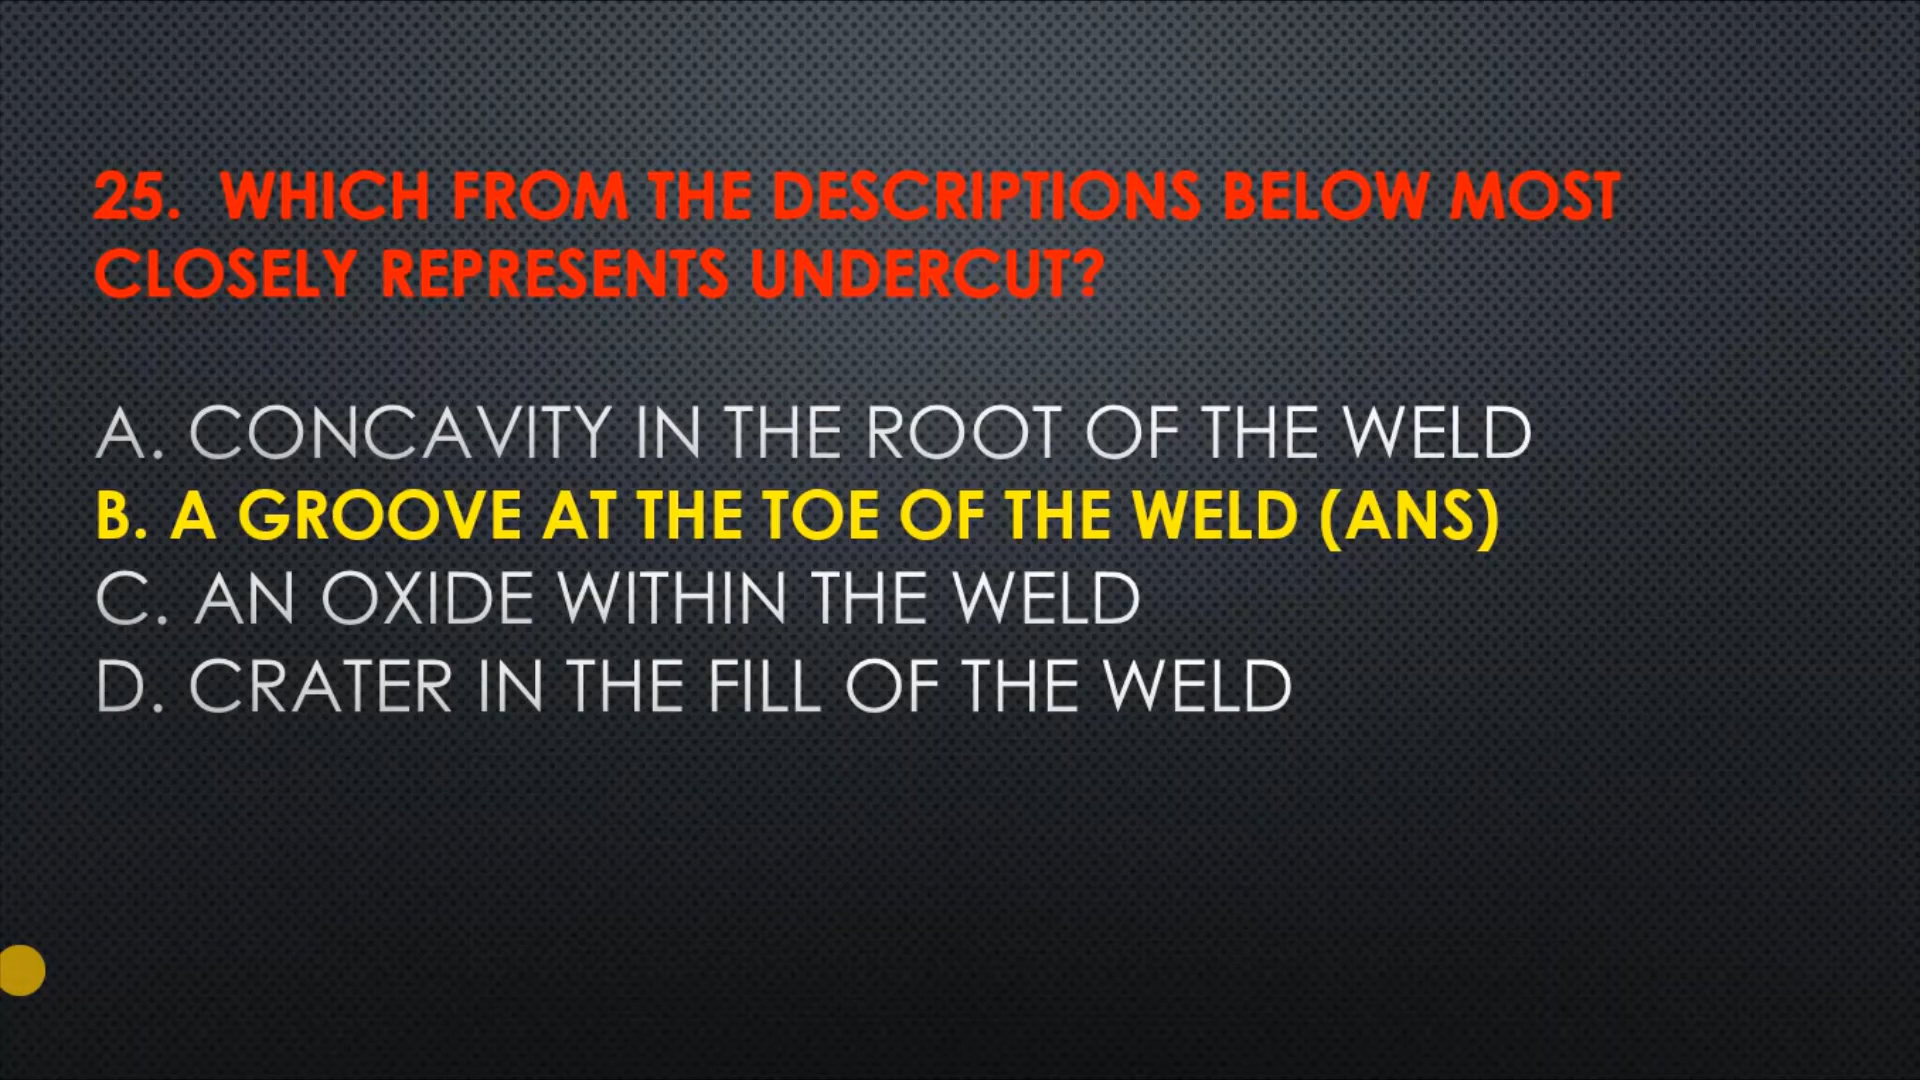 25. WHICH FROM THE DESCRIPTIONS BELOW MOST
CLOSELY REPRESENTS UNDERCUT?
A. CONCAVITY IN THE ROOT OF THE WELD
B. A GROOVE AT THE TOE OF THE WELD (ANS)
C. AN OXIDE WITHIN THE WELD
D. CRATER IN THE FILL OF THE WELD